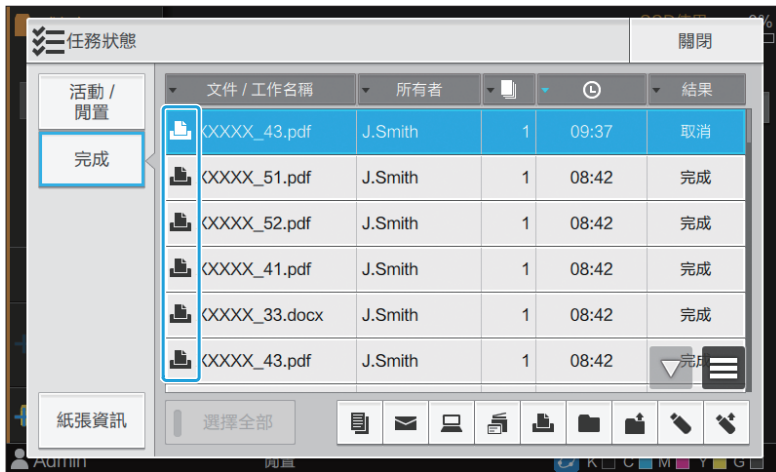 任務狀態
關閉
活動 /
閒置
完成
紙張資訊
文件 / 工作名稱 所有者 結果
XXXXX_43.pdf J.Smith 1 09:37 取消
XXXXX_51.pdf J.Smith 1 08:42 完成
XXXXX_52.pdf J.Smith 1 08:42 完成
XXXXX_41.pdf J.Smith 1 08:42 完成
XXXXX_33.docx J.Smith 1 08:42 完成
XXXXX_43.pdf J.Smith 1 08:42 完成
選擇全部
Admin 閒置 K C M Y G